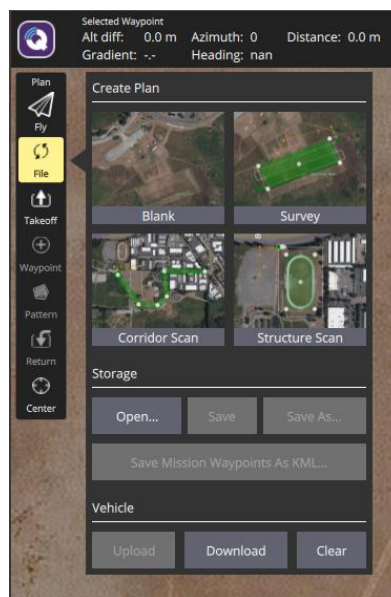 Selected Waypoint
Alt diff: 0.0 m Azimuth: 0 Distance: 0.0 m
Gradient: -.- Heading: nan
Plan
Fly
File
Takeoff
Waypoint
Pattern
Return
Center
Create Plan
Blank Survey
Corridor Scan Structure Scan
Storage
Open... Save Save As...
Save Mission Waypoints As KML...
Vehicle
Upload Download Clear